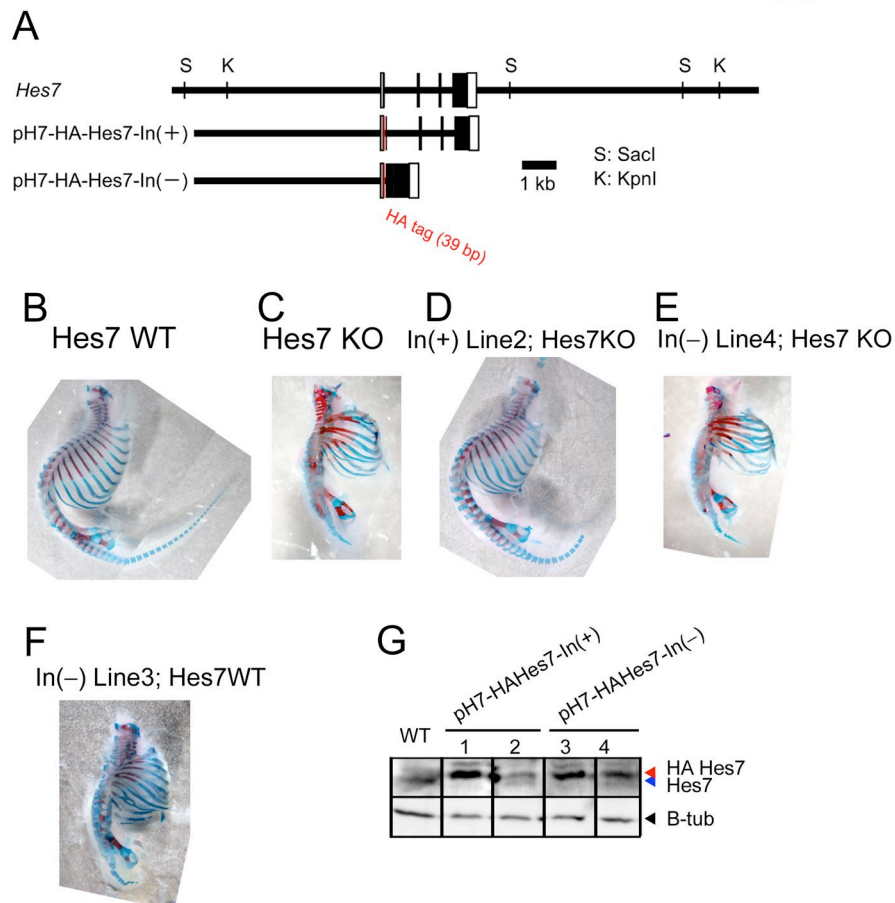 A
S K S S K
Hes7
pH7-HA-Hes7-In(+)
pH7-HA-Hes7-In(−)
1 kb
S: SacI
K: KpnI
HA tag (39 bp)
B
Hes7 WT
C
Hes7 KO
D
In(+) Line2; Hes7KO
E
In(−) Line4; Hes7 KO
F
In(−) Line3; Hes7WT
G
pH7-HAHes7-In(+)
pH7-HAHes7-In(−)
WT 1 2 3 4
HA Hes7
Hes7
B-tub